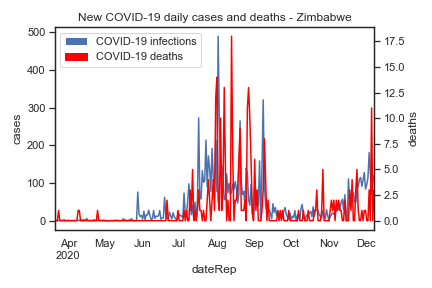 New COVID-19 daily cases and deaths - Zimbabwe
COVID-19 infections
COVID-19 deaths
cases
500
400
300
200
100
0
deaths
17.5
15.0
12.5
10.0
7.5
5.0
2.5
0.0
Apr May Jun Jul Aug Sep Oct Nov Dec
2020
dateRep